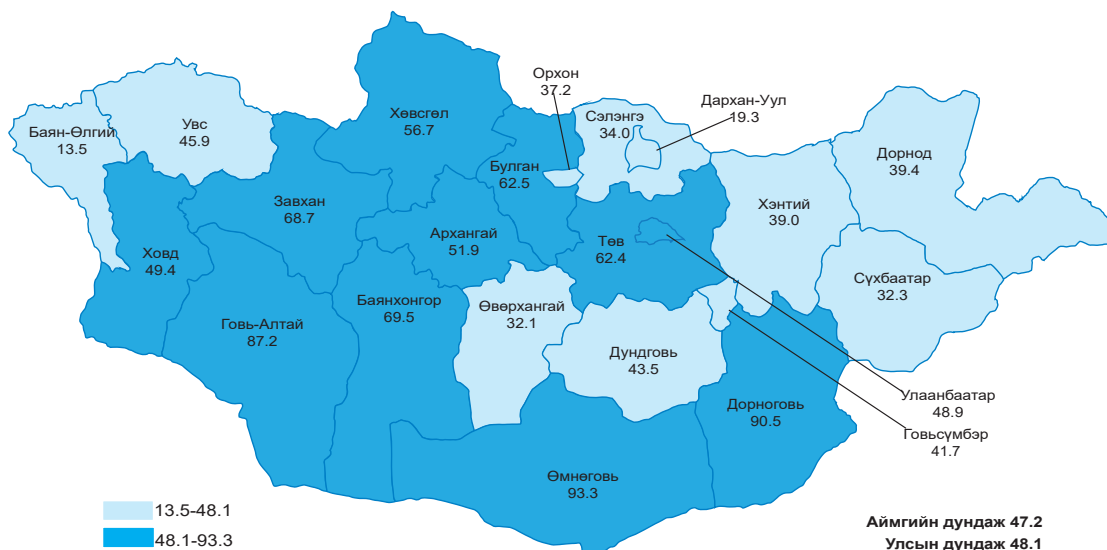 Орхон
37.2
Дархан-Уул
19.3
Хөвсгөл
56.7
Сэлэнгэ
34.0
Увс
45.9
Баян-Өлгий
13.5
Дорнод
39.4
Булган
62.5
Завхан
68.7
Хэнтий
39.0
Архангай
51.9
Төв
62.4
Ховд
49.4
Сүхбаатар
32.3
Баянхонгор
69.5
Өвөрхангай
32.1
Говь-Алтай
87.2
Дундговь
43.5
Улаанбаатар
48.9
Дорноговь
90.5
Говьсүмбэр
41.7
Өмнөговь
93.3
13.5-48.1
48.1-93.3
Аймгийн дундаж 47.2
Улсын дундаж 48.1